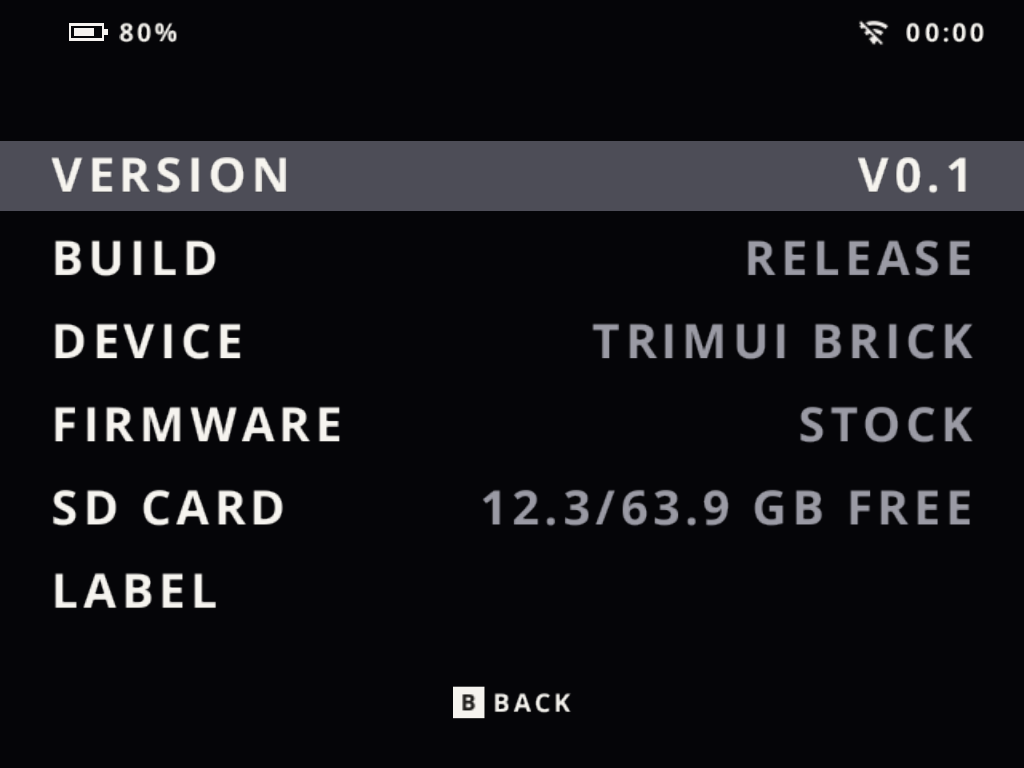 80% 00:00
VERSION V0.1
BUILD RELEASE
DEVICE TRIMUI BRICK
FIRMWARE STOCK
SD CARD 12.3/63.9 GB FREE
LABEL
B BACK